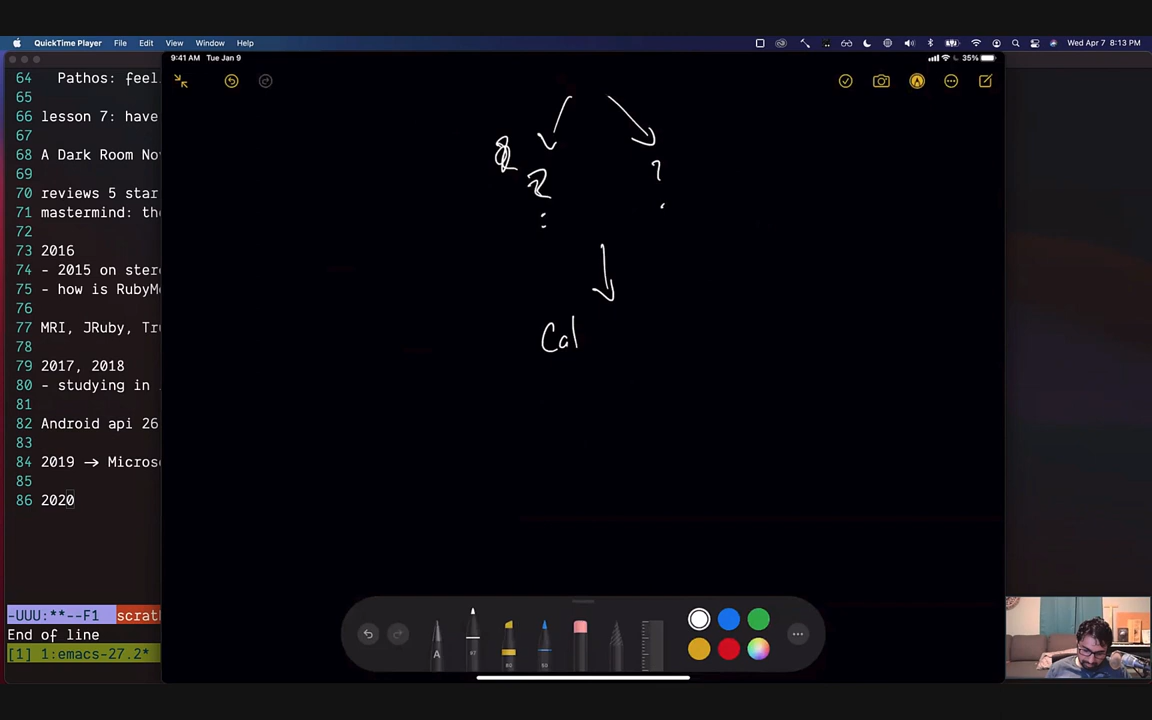 QuickTime Player File Edit View Window Help Wed Apr 7 8:13 PM
9:41 AM Tue Jan 9 35%
64 Pathos: feel
65
66 lesson 7: have
67
68 A Dark Room No
69
70 reviews 5 star
71 mastermind: the
72
73 2016
74 - 2015 on ster
75 - how is RubyM
76
77 MRI, JRuby, Tr
78
79 2017, 2018
80 - studying in
81
82 Android api 26
83
84 2019 → Micros
85
86 2020
?
Cal
-UUU:**--F1 scrat
End of line
[1] 1:emacs-27.2*
A
80
50